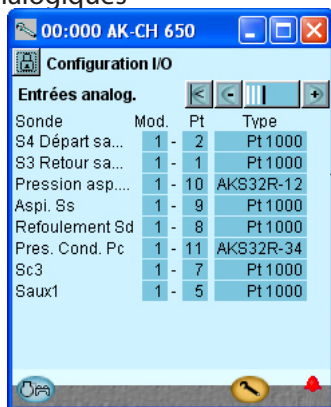 alogiques
00:000 AK-CH 650
Configuration I/O
Entrées analog.
Sonde Mod. Pt Type
S4 Départ sa... 1 - 2 Pt1000
S3 Retour sa... 1 - 1 Pt1000
Pression asp.... 1 - 10 AKS32R-12
Aspi. Ss 1 - 9 Pt1000
Refoulement Sd 1 - 8 Pt1000
Pres. Cond. Pc 1 - 11 AKS32R-34
Sc3 1 - 7 Pt1000
Saux1 1 - 5 Pt1000